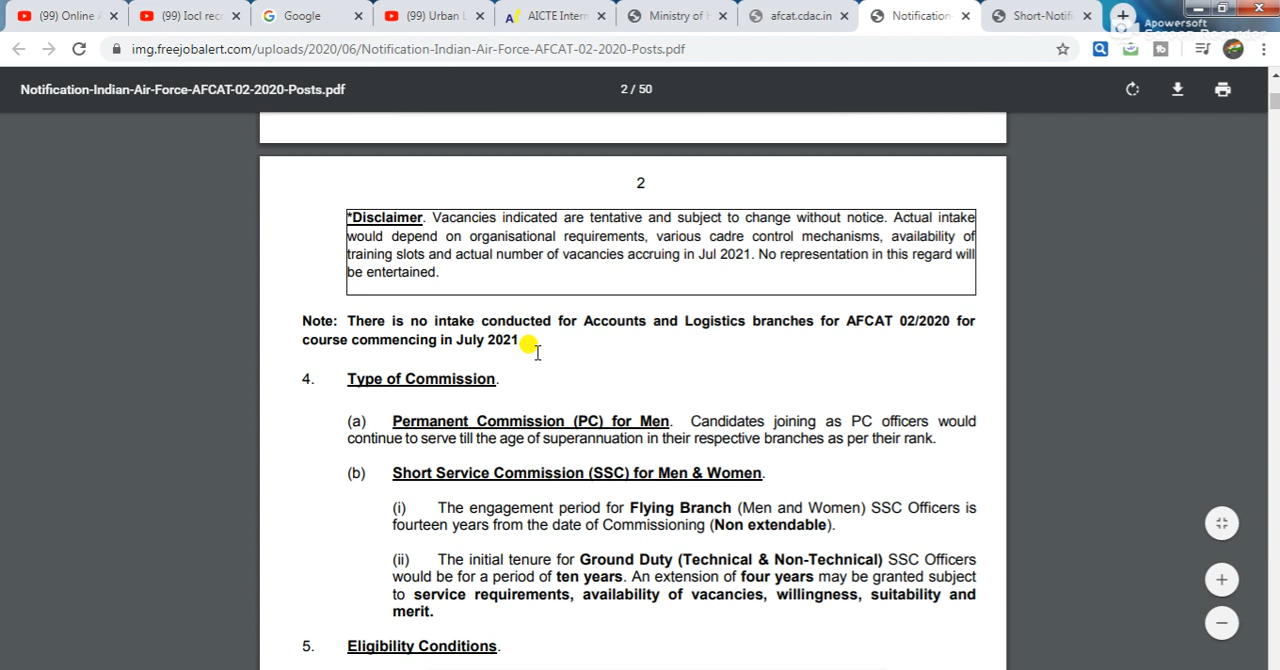 (99) Online
(99) Iocl recr
Google
(99) Urban L
AICTE Intern
Ministry of H
afcat.cdac.in
Notification-
Short-Notifi
Apowersoft
Screen Recorder
img.freejobalert.com/uploads/2020/06/Notification-Indian-Air-Force-AFCAT-02-2020-Posts.pdf
Notification-Indian-Air-Force-AFCAT-02-2020-Posts.pdf
2 / 50
2
*Disclaimer. Vacancies indicated are tentative and subject to change without notice. Actual intake
would depend on organisational requirements, various cadre control mechanisms, availability of
training slots and actual number of vacancies accruing in Jul 2021. No representation in this regard will
be entertained.
Note: There is no intake conducted for Accounts and Logistics branches for AFCAT 02/2020 for
course commencing in July 2021
4. Type of Commission.
(a) Permanent Commission (PC) for Men. Candidates joining as PC officers would
continue to serve till the age of superannuation in their respective branches as per their rank.
(b) Short Service Commission (SSC) for Men & Women.
(i) The engagement period for Flying Branch (Men and Women) SSC Officers is
fourteen years from the date of Commissioning (Non extendable).
(ii) The initial tenure for Ground Duty (Technical & Non-Technical) SSC Officers
would be for a period of ten years. An extension of four years may be granted subject
to service requirements, availability of vacancies, willingness, suitability and
merit.
5. Eligibility Conditions.